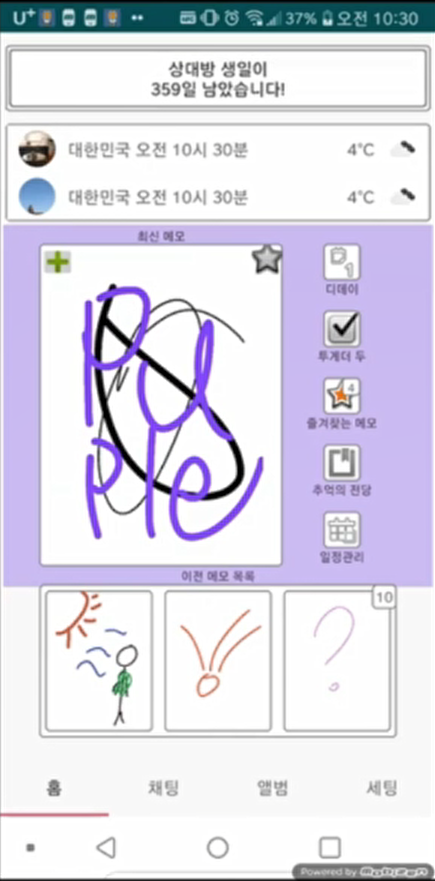 U+ 37% 오전 10:30
상대방 생일이
359일 남았습니다!
대한민국 오전 10시 30분 4°C
대한민국 오전 10시 30분 4°C
최신 메모
Pu
ple
1
디데이
투게더 두
4
즐겨찾는 메모
추억의 전당
일정관리
이전 메모 목록
10
?
홈 채팅 앨범 세팅
Powered by Mobizen